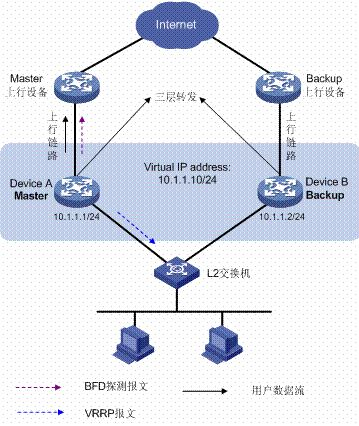 Internet
Master
上行设备
Backup
上行设备
三层转发
上行链路
上行链路
Virtual IP address:
10.1.1.10/24
Device A
Master
Device B
Backup
10.1.1.1/24
10.1.1.2/24
L2交换机
BFD探测报文
用户数据流
VRRP报文